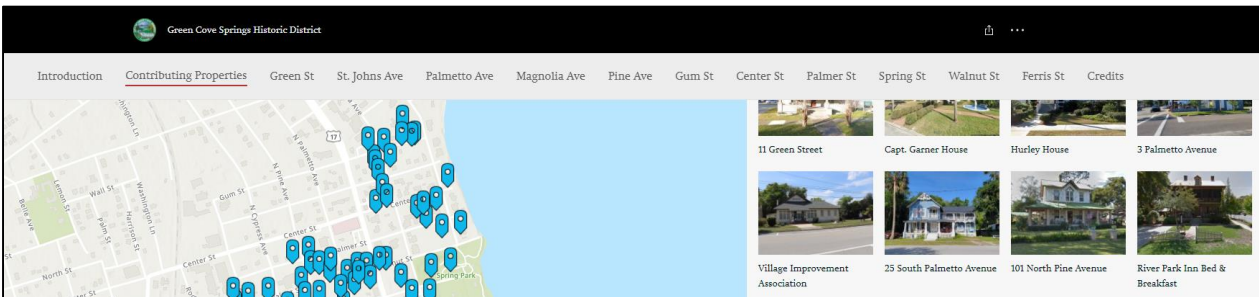 Green Cove Springs Historic District
Introduction Contributing Properties Green St St. Johns Ave Palmetto Ave Magnolia Ave Pine Ave Gum St Center St Palmer St Spring St Walnut St Ferris St Credits
Washington Ln
17
N Palmetto Ave
N Pine Ave
Wall St
Lemon St
Washington Ln
Harrison St
Palm St
Belle Ave
Gum St
N Cypress Ave
Center St
Center St
North St
Spring Park
11 Green Street
Capt. Garner House
Hurley House
3 Palmetto Avenue
Village Improvement
Association
25 South Palmetto Avenue
101 North Pine Avenue
River Park Inn Bed &
Breakfast